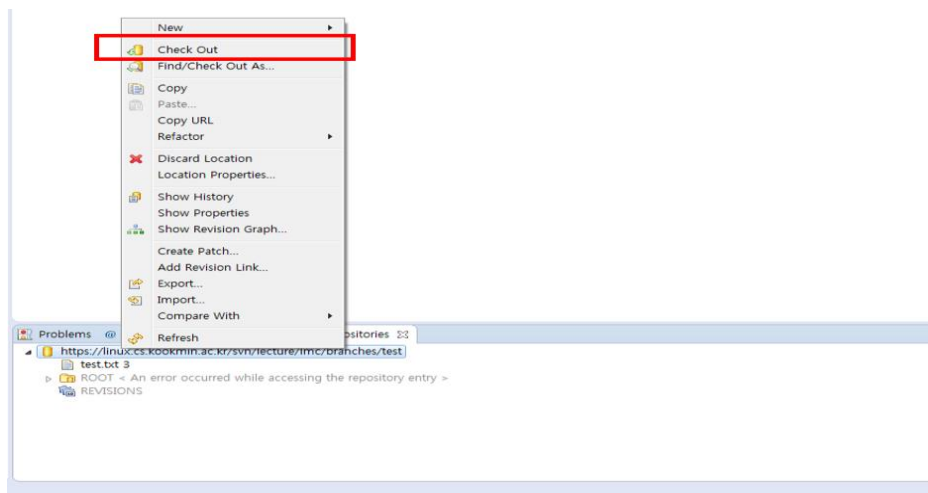 New
Check Out
Find/Check Out As...
Copy
Paste...
Copy URL
Refactor
Discard Location
Location Properties...
Show History
Show Properties
Show Revision Graph...
Create Patch...
Add Revision Link...
Export...
Import...
Compare With
Refresh
Problems @ positories
https://linux.cs.kookmin.ac.kr/svn/lecture/lmc/branches/test
test.txt 3
ROOT < An error occurred while accessing the repository entry >
REVISIONS